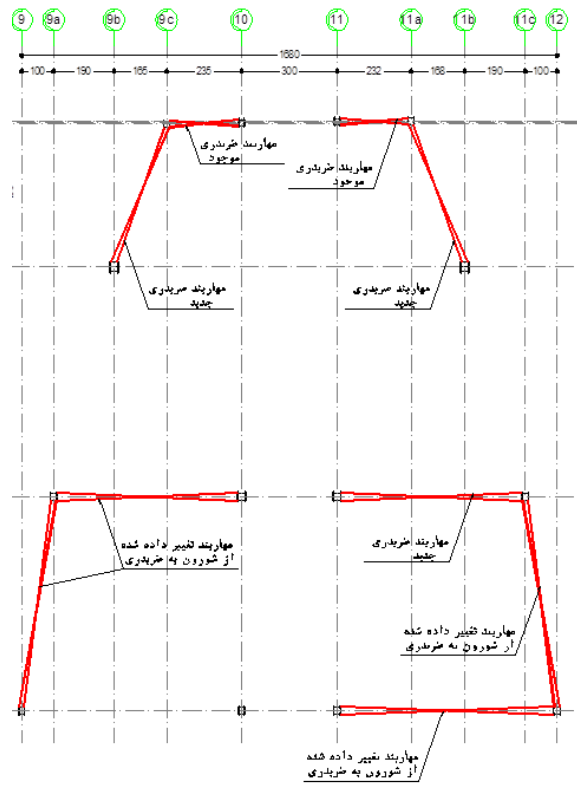 9 9a 9b 9c 10 11 11a 11b 11c 12
1680
100 190 165 235 300 232 168 190 100
مهاربند ضربدری
موجود
مهاربند ضربدری
موجود
مهاربند ضربدری
جدید
مهاربند ضربدری
جدید
مهاربند تغییر داده شده
از شورون به ضربدری
مهاربند ضربدری
جدید
مهاربند تغییر داده شده
از شورون به ضربدری
مهاربند تغییر داده شده
از شورون به ضربدری